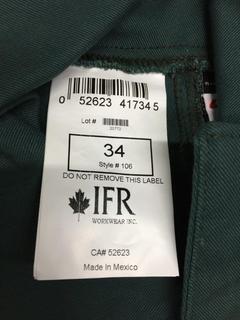 0 52623 41734 5
Lot #
34
Style # 106
DO NOT REMOVE THIS LABEL
IFR
WORKWEAR INC.
CA# 52623
Made In Mexico